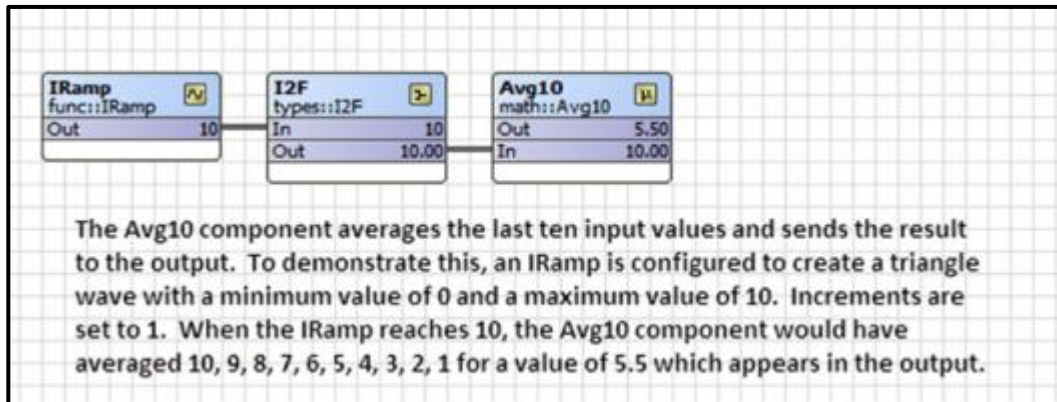 IRamp
func::IRamp
Out 10
I2F
types::I2F
In 10
Out 10.00
Avg10
math::Avg10
μ
Out 5.50
In 10.00
The Avg10 component averages the last ten input values and sends the result
to the output. To demonstrate this, an IRamp is configured to create a triangle
wave with a minimum value of 0 and a maximum value of 10. Increments are
set to 1. When the IRamp reaches 10, the Avg10 component would have
averaged 10, 9, 8, 7, 6, 5, 4, 3, 2, 1 for a value of 5.5 which appears in the output.